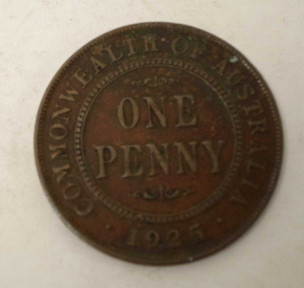 COMMONWEALTH OF AUSTRALIA
ONE
PENNY
· 1925 ·